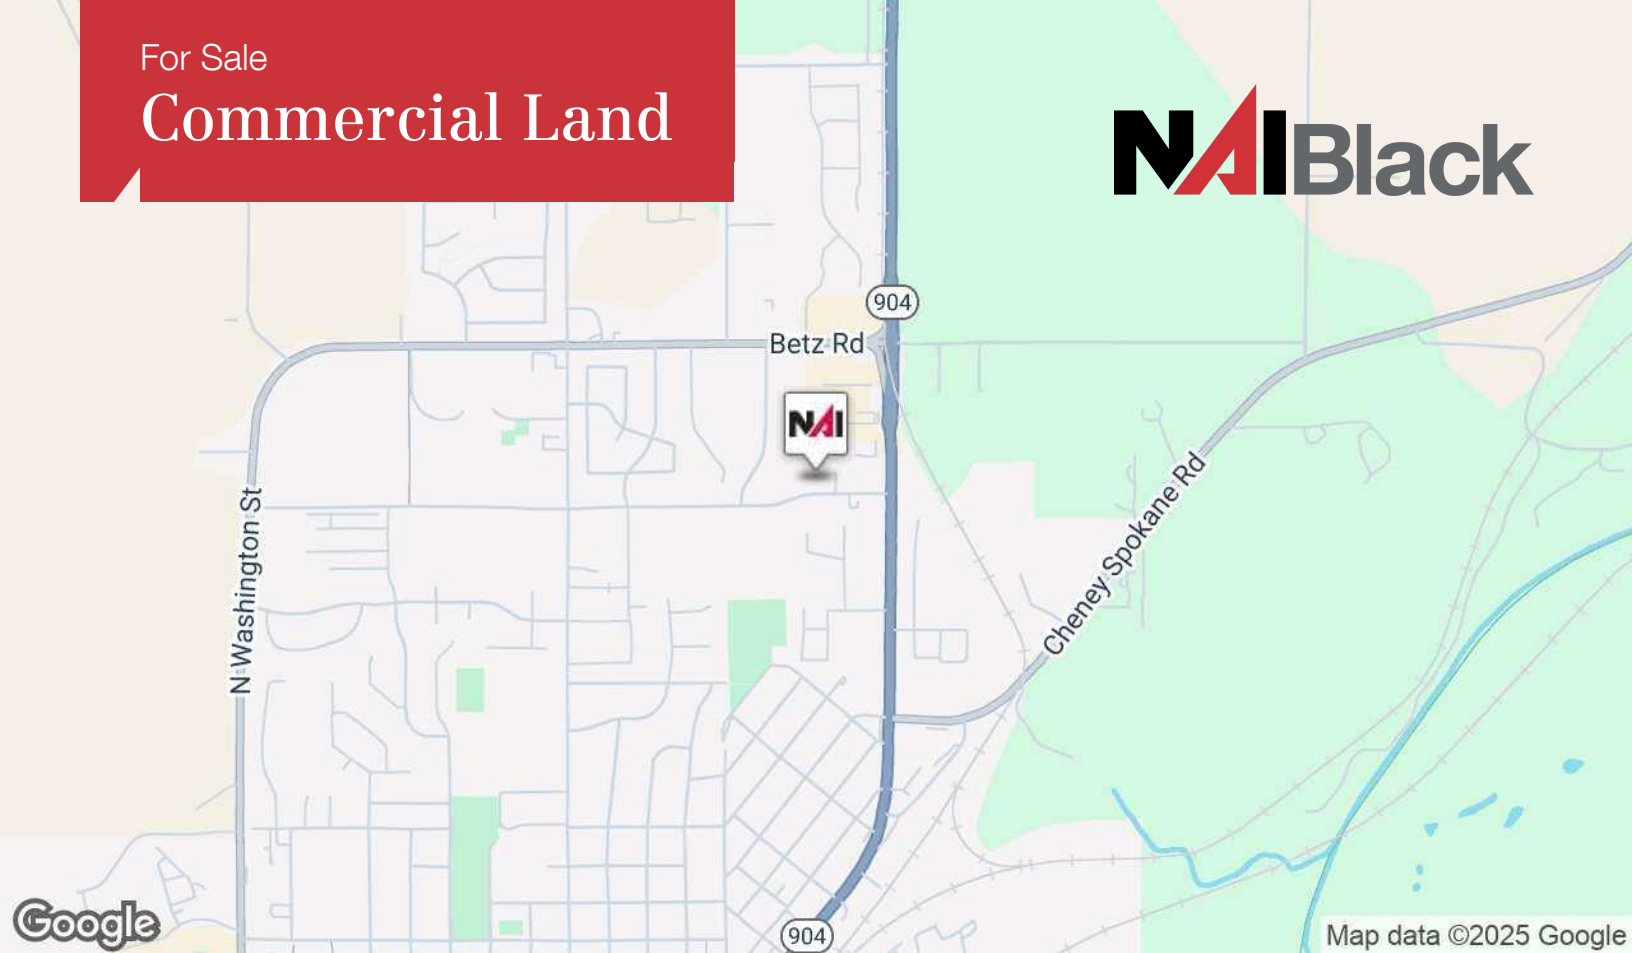 For Sale
Commercial Land
NAIBlack
904
Betz Rd
NAI
N Washington St
Cheney Spokane Rd
904
Google
Map data ©2025 Google